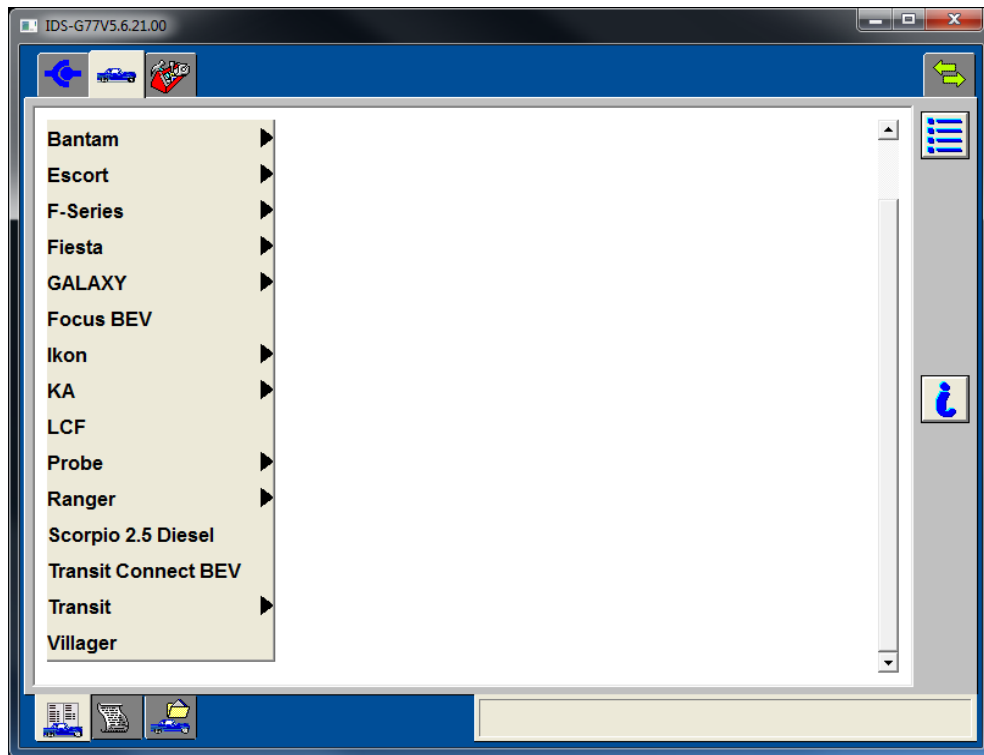 IDS-G77V5.6.21.00
Bantam
Escort
F-Series
Fiesta
GALAXY
Focus BEV
Ikon
KA
LCF
Probe
Ranger
Scorpio 2.5 Diesel
Transit Connect BEV
Transit
Villager